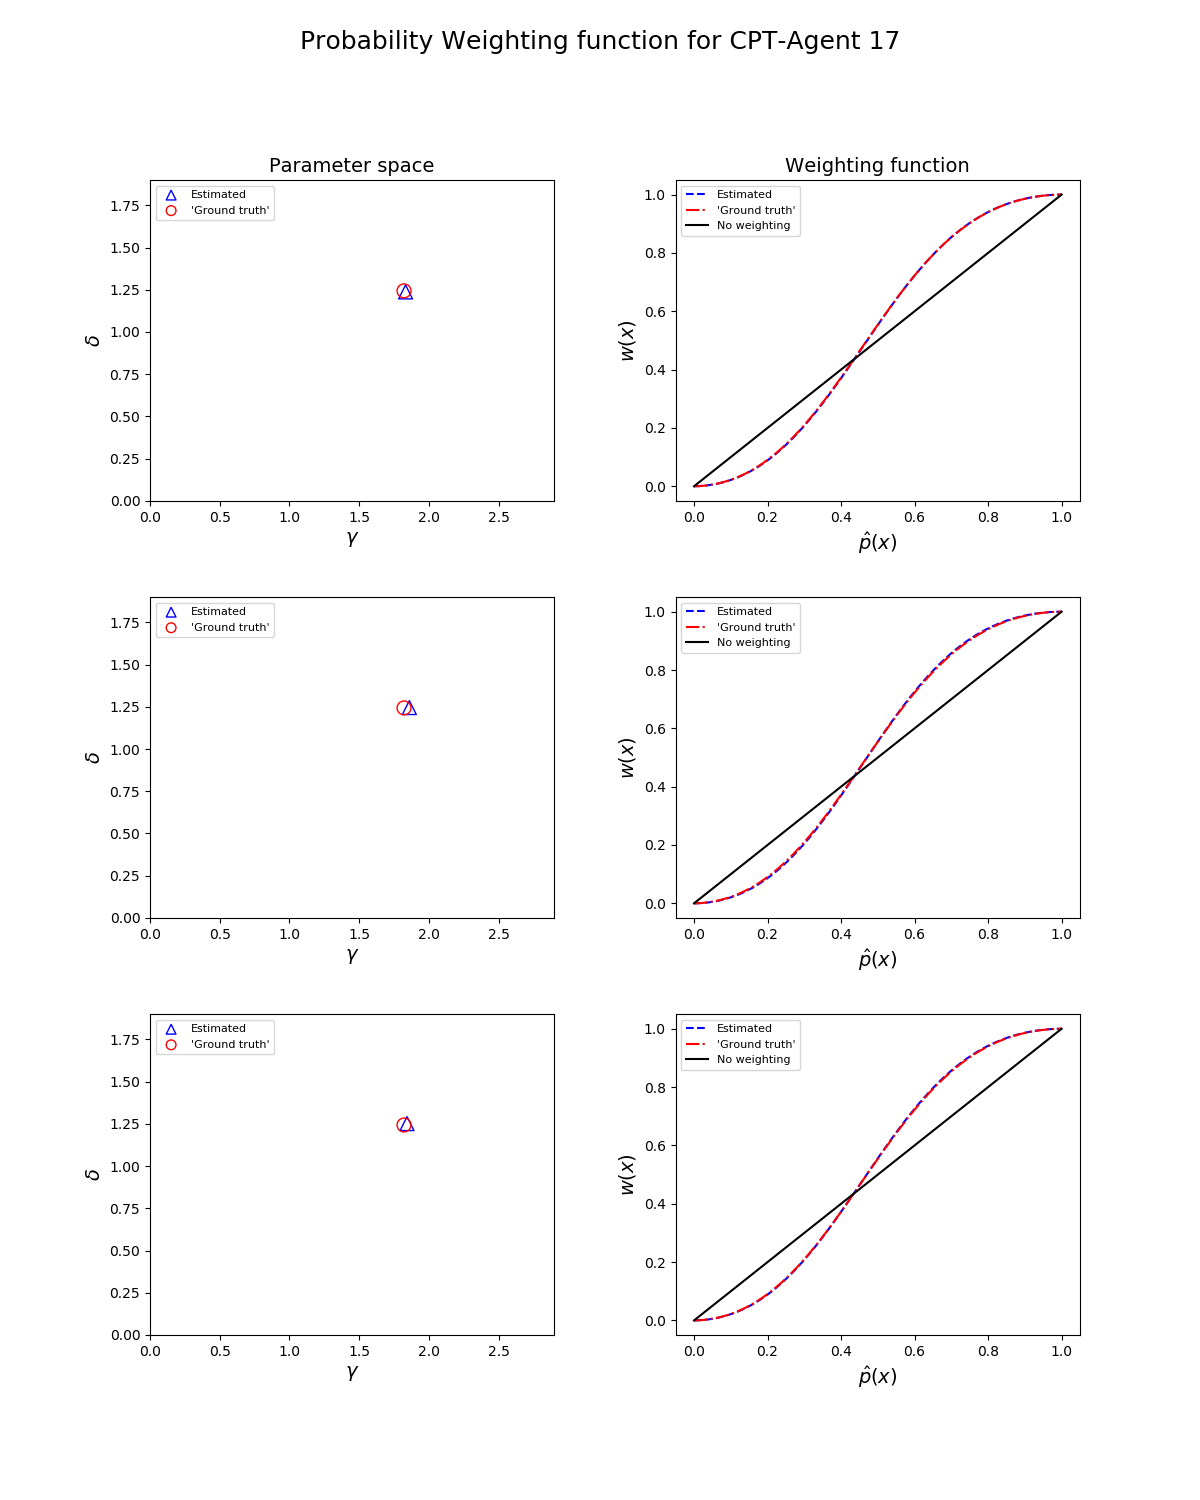 Probability Weighting function for CPT-Agent 17
Parameter space
Estimated
'Ground truth'
1.75
1.50
1.25
1.00
0.75
0.50
0.25
0.00
δ
0.0 0.5 1.0 1.5 2.0 2.5
γ
Weighting function
Estimated
'Ground truth'
No weighting
1.0
0.8
0.6
0.4
0.2
0.0
w(x)
0.0 0.2 0.4 0.6 0.8 1.0
p̂(x)
Estimated
'Ground truth'
1.75
1.50
1.25
1.00
0.75
0.50
0.25
0.00
δ
0.0 0.5 1.0 1.5 2.0 2.5
γ
Estimated
'Ground truth'
No weighting
1.0
0.8
0.6
0.4
0.2
0.0
w(x)
0.0 0.2 0.4 0.6 0.8 1.0
p̂(x)
Estimated
'Ground truth'
1.75
1.50
1.25
1.00
0.75
0.50
0.25
0.00
δ
0.0 0.5 1.0 1.5 2.0 2.5
γ
Estimated
'Ground truth'
No weighting
1.0
0.8
0.6
0.4
0.2
0.0
w(x)
0.0 0.2 0.4 0.6 0.8 1.0
p̂(x)